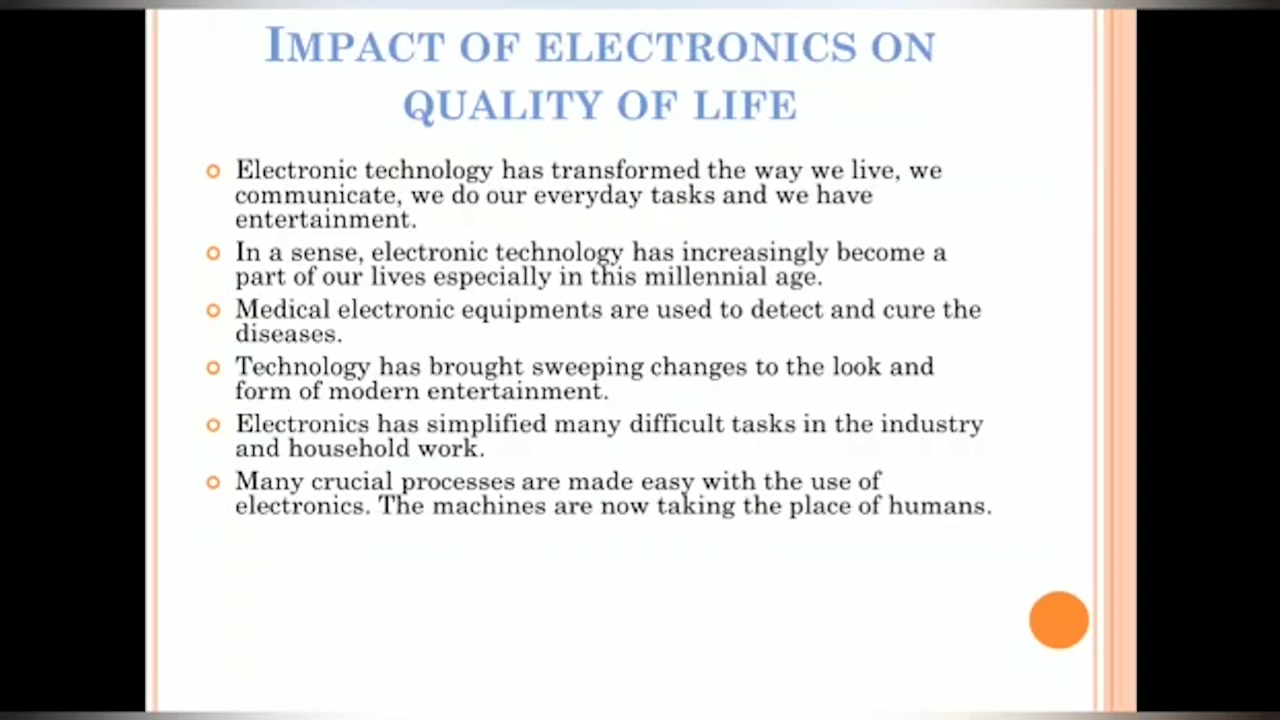 IMPACT OF ELECTRONICS ON
QUALITY OF LIFE
Electronic technology has transformed the way we live, we
communicate, we do our everyday tasks and we have
entertainment.
In a sense, electronic technology has increasingly become a
part of our lives especially in this millennial age.
Medical electronic equipments are used to detect and cure the
diseases.
Technology has brought sweeping changes to the look and
form of modern entertainment.
Electronics has simplified many difficult tasks in the industry
and household work.
Many crucial processes are made easy with the use of
electronics. The machines are now taking the place of humans.